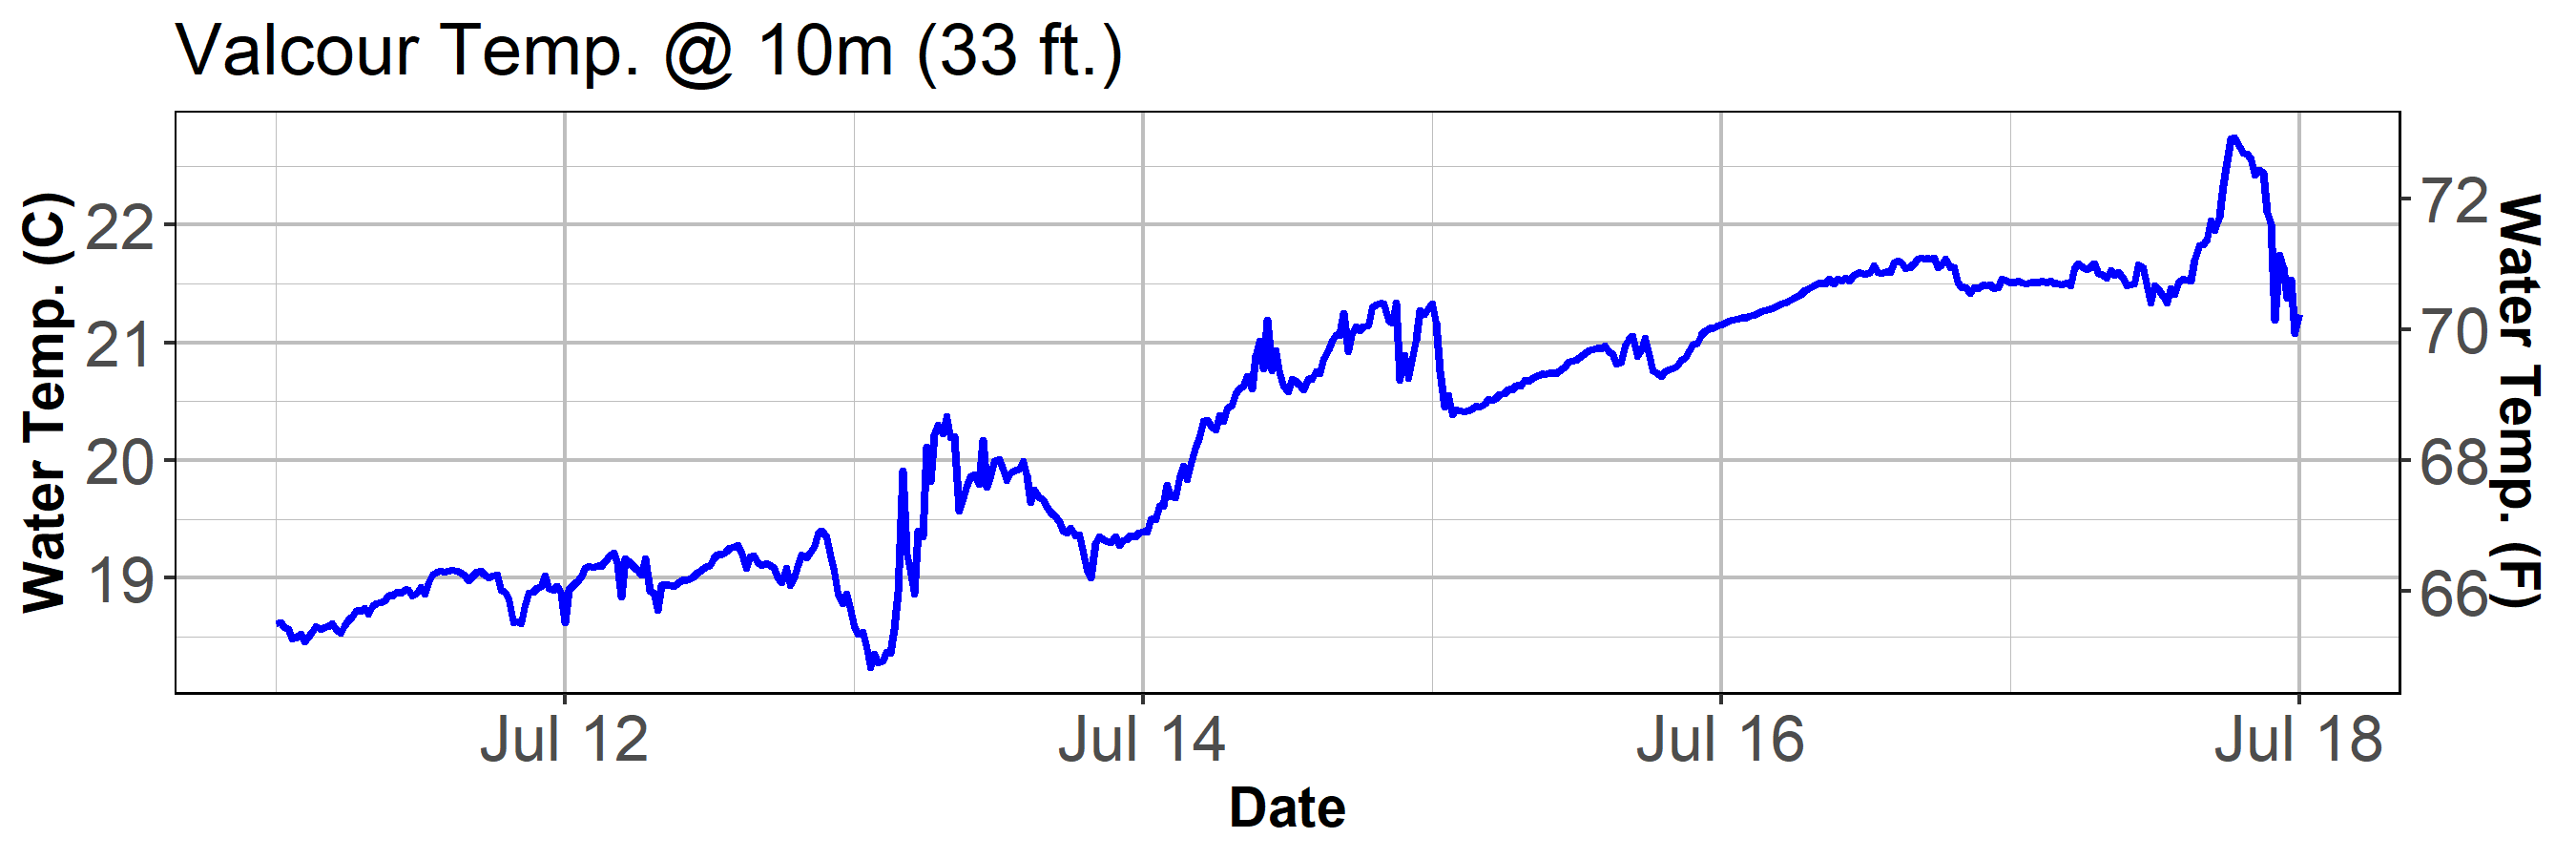 Valcour Temp. @ 10m (33 ft.)
Water Temp. (C)
22
21
20
19
72
70
68
66
Water Temp. (F)
Jul 12 Jul 14 Jul 16 Jul 18
Date